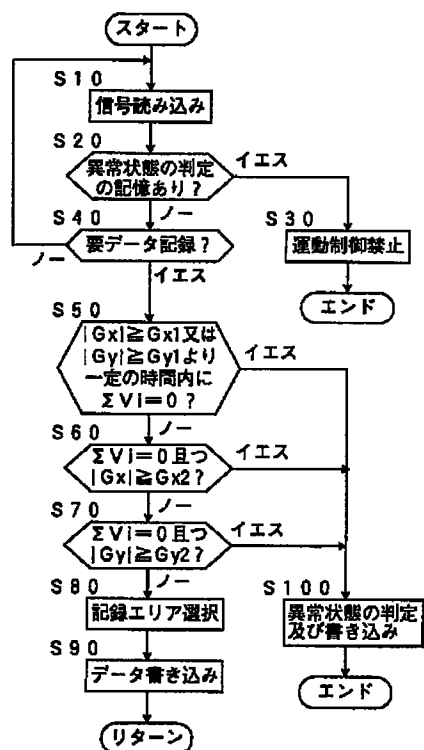 スタート
S10
信号読み込み
S20
異常状態の判定
の記憶あり?
イエス
ノー
S30
運動制御禁止
エンド
S40
要データ記録?
ノー
イエス
S50
|Gx|≧Gx1又は
|Gy|≧Gy1より
一定の時間内に
ΣVi=0?
イエス
ノー
S60
ΣVi=0且つ
|Gx|≧Gx2?
イエス
ノー
S70
ΣVi=0且つ
|Gy|≧Gy2?
イエス
ノー
S80
記録エリア選択
S90
データ書き込み
リターン
S100
異常状態の判定
及び書き込み
エンド